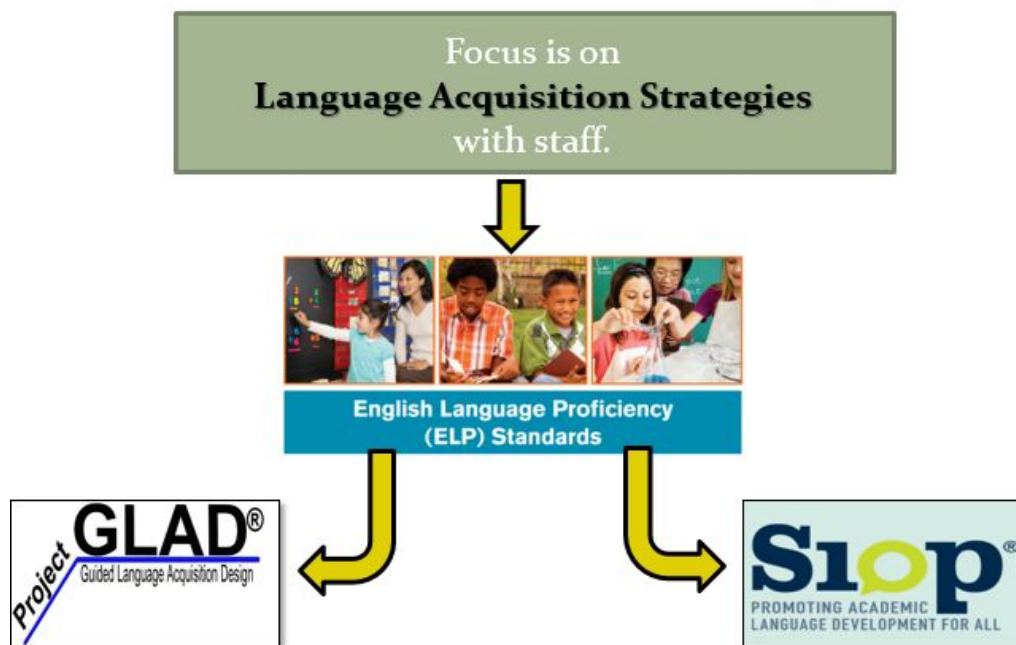 Focus is on
Language Acquisition Strategies
with staff.
English Language Proficiency
(ELP) Standards
Project
GLAD®
Guided Language Acquisition Design
SIOP®
PROMOTING ACADEMIC
LANGUAGE DEVELOPMENT FOR ALL